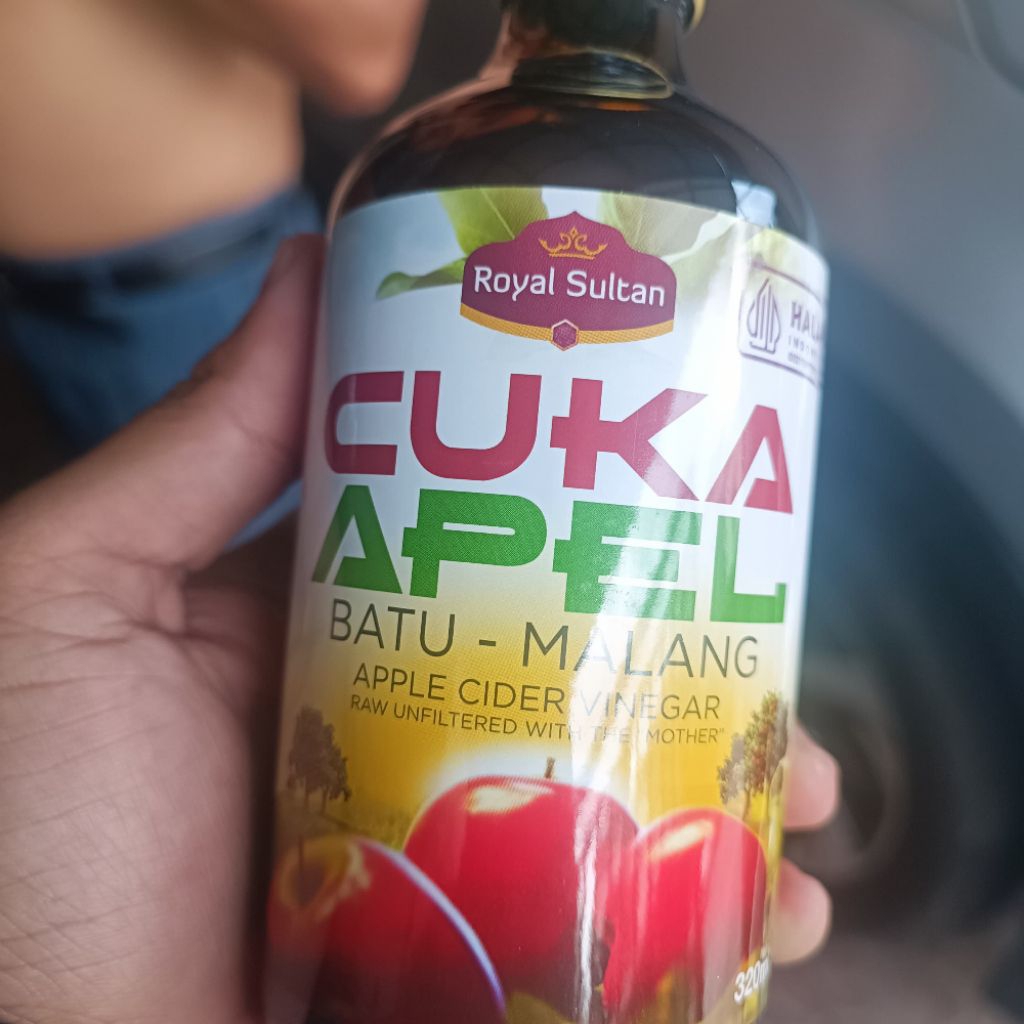 Royal Sultan
CUKA
APEL
BATU - MALANG
APPLE CIDER VINEGAR
RAW UNFILTERED WITH THE "MOTHER"